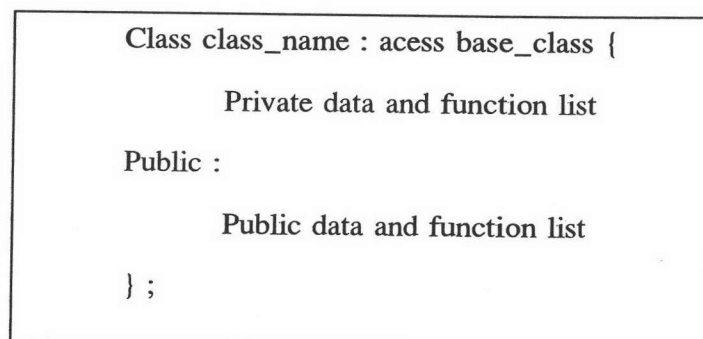 Class class_name : acess base_class {
Private data and function list
Public :
Public data and function list
} ;